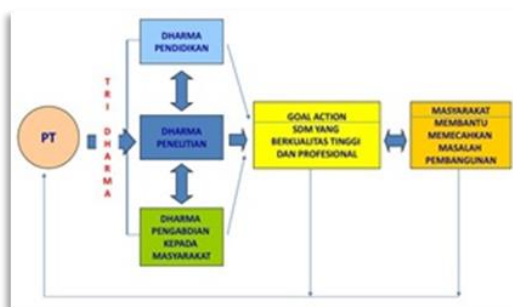 PT
TRI DHARMA
DHARMA
PENDIDIKAN
DHARMA
PENELITIAN
DHARMA
PENGABDIAN
KEPADA
MASYARAKAT
GOAL ACTION
SDM YANG
BERKUALITAS TINGGI
DAN PROFESIONAL
MASYARAKAT
MEMBANTU
MEMECAHKAN
MASALAH
PEMBANGUNAN